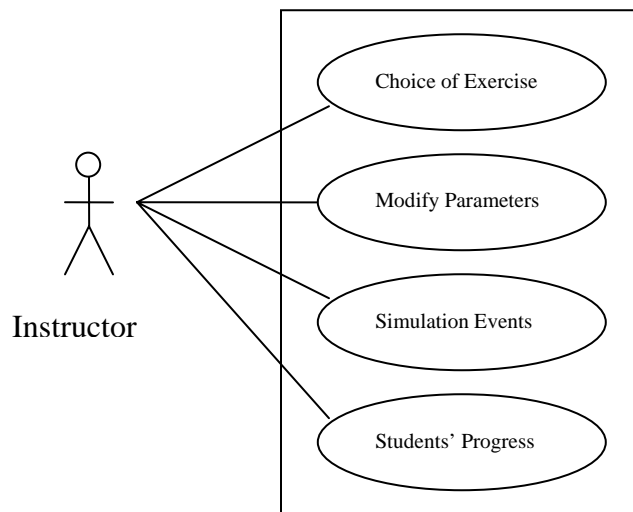 Choice of Exercise
Modify Parameters
Simulation Events
Instructor
Students’ Progress